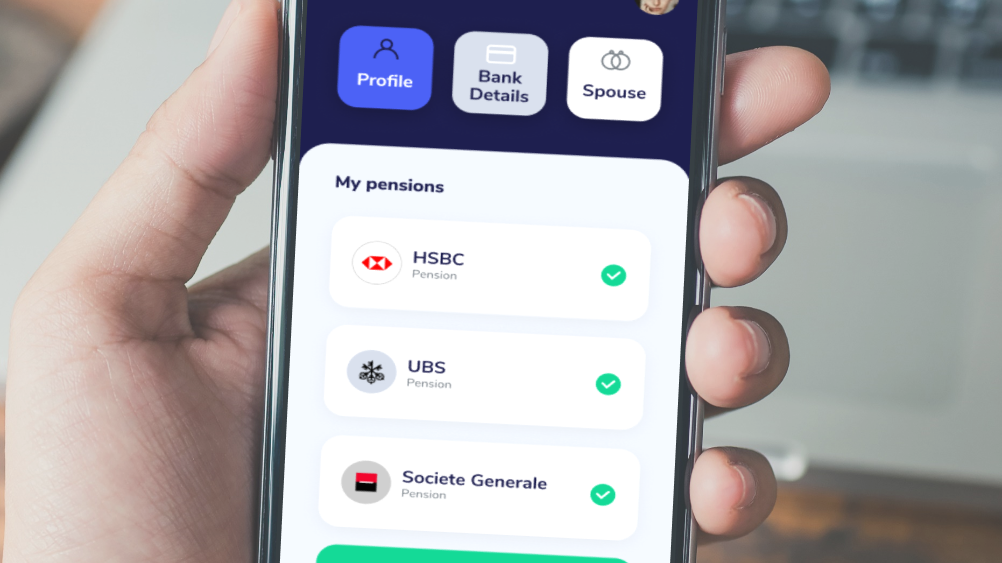 Profile
Bank
Details
Spouse
My pensions
HSBC
Pension
UBS
Pension
Societe Generale
Pension